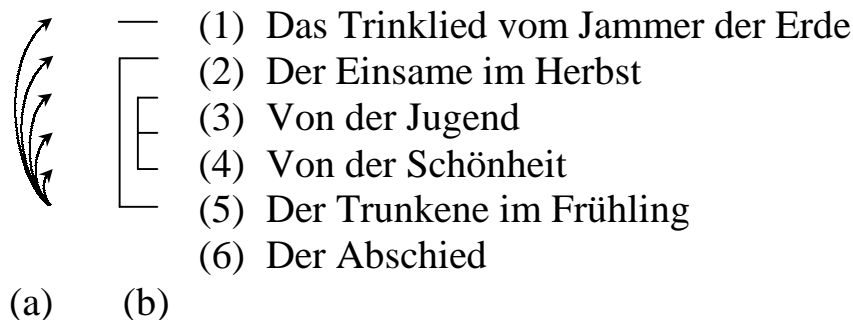 (1) Das Trinklied vom Jammer der Erde
(2) Der Einsame im Herbst
(3) Von der Jugend
(4) Von der Schönheit
(5) Der Trunkene im Frühling
(6) Der Abschied
(a) (b)